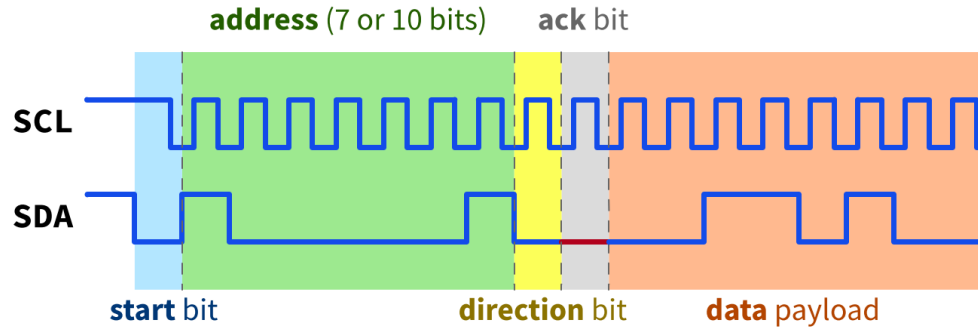 address (7 or 10 bits)
ack bit
SCL
SDA
start bit
direction bit
data payload